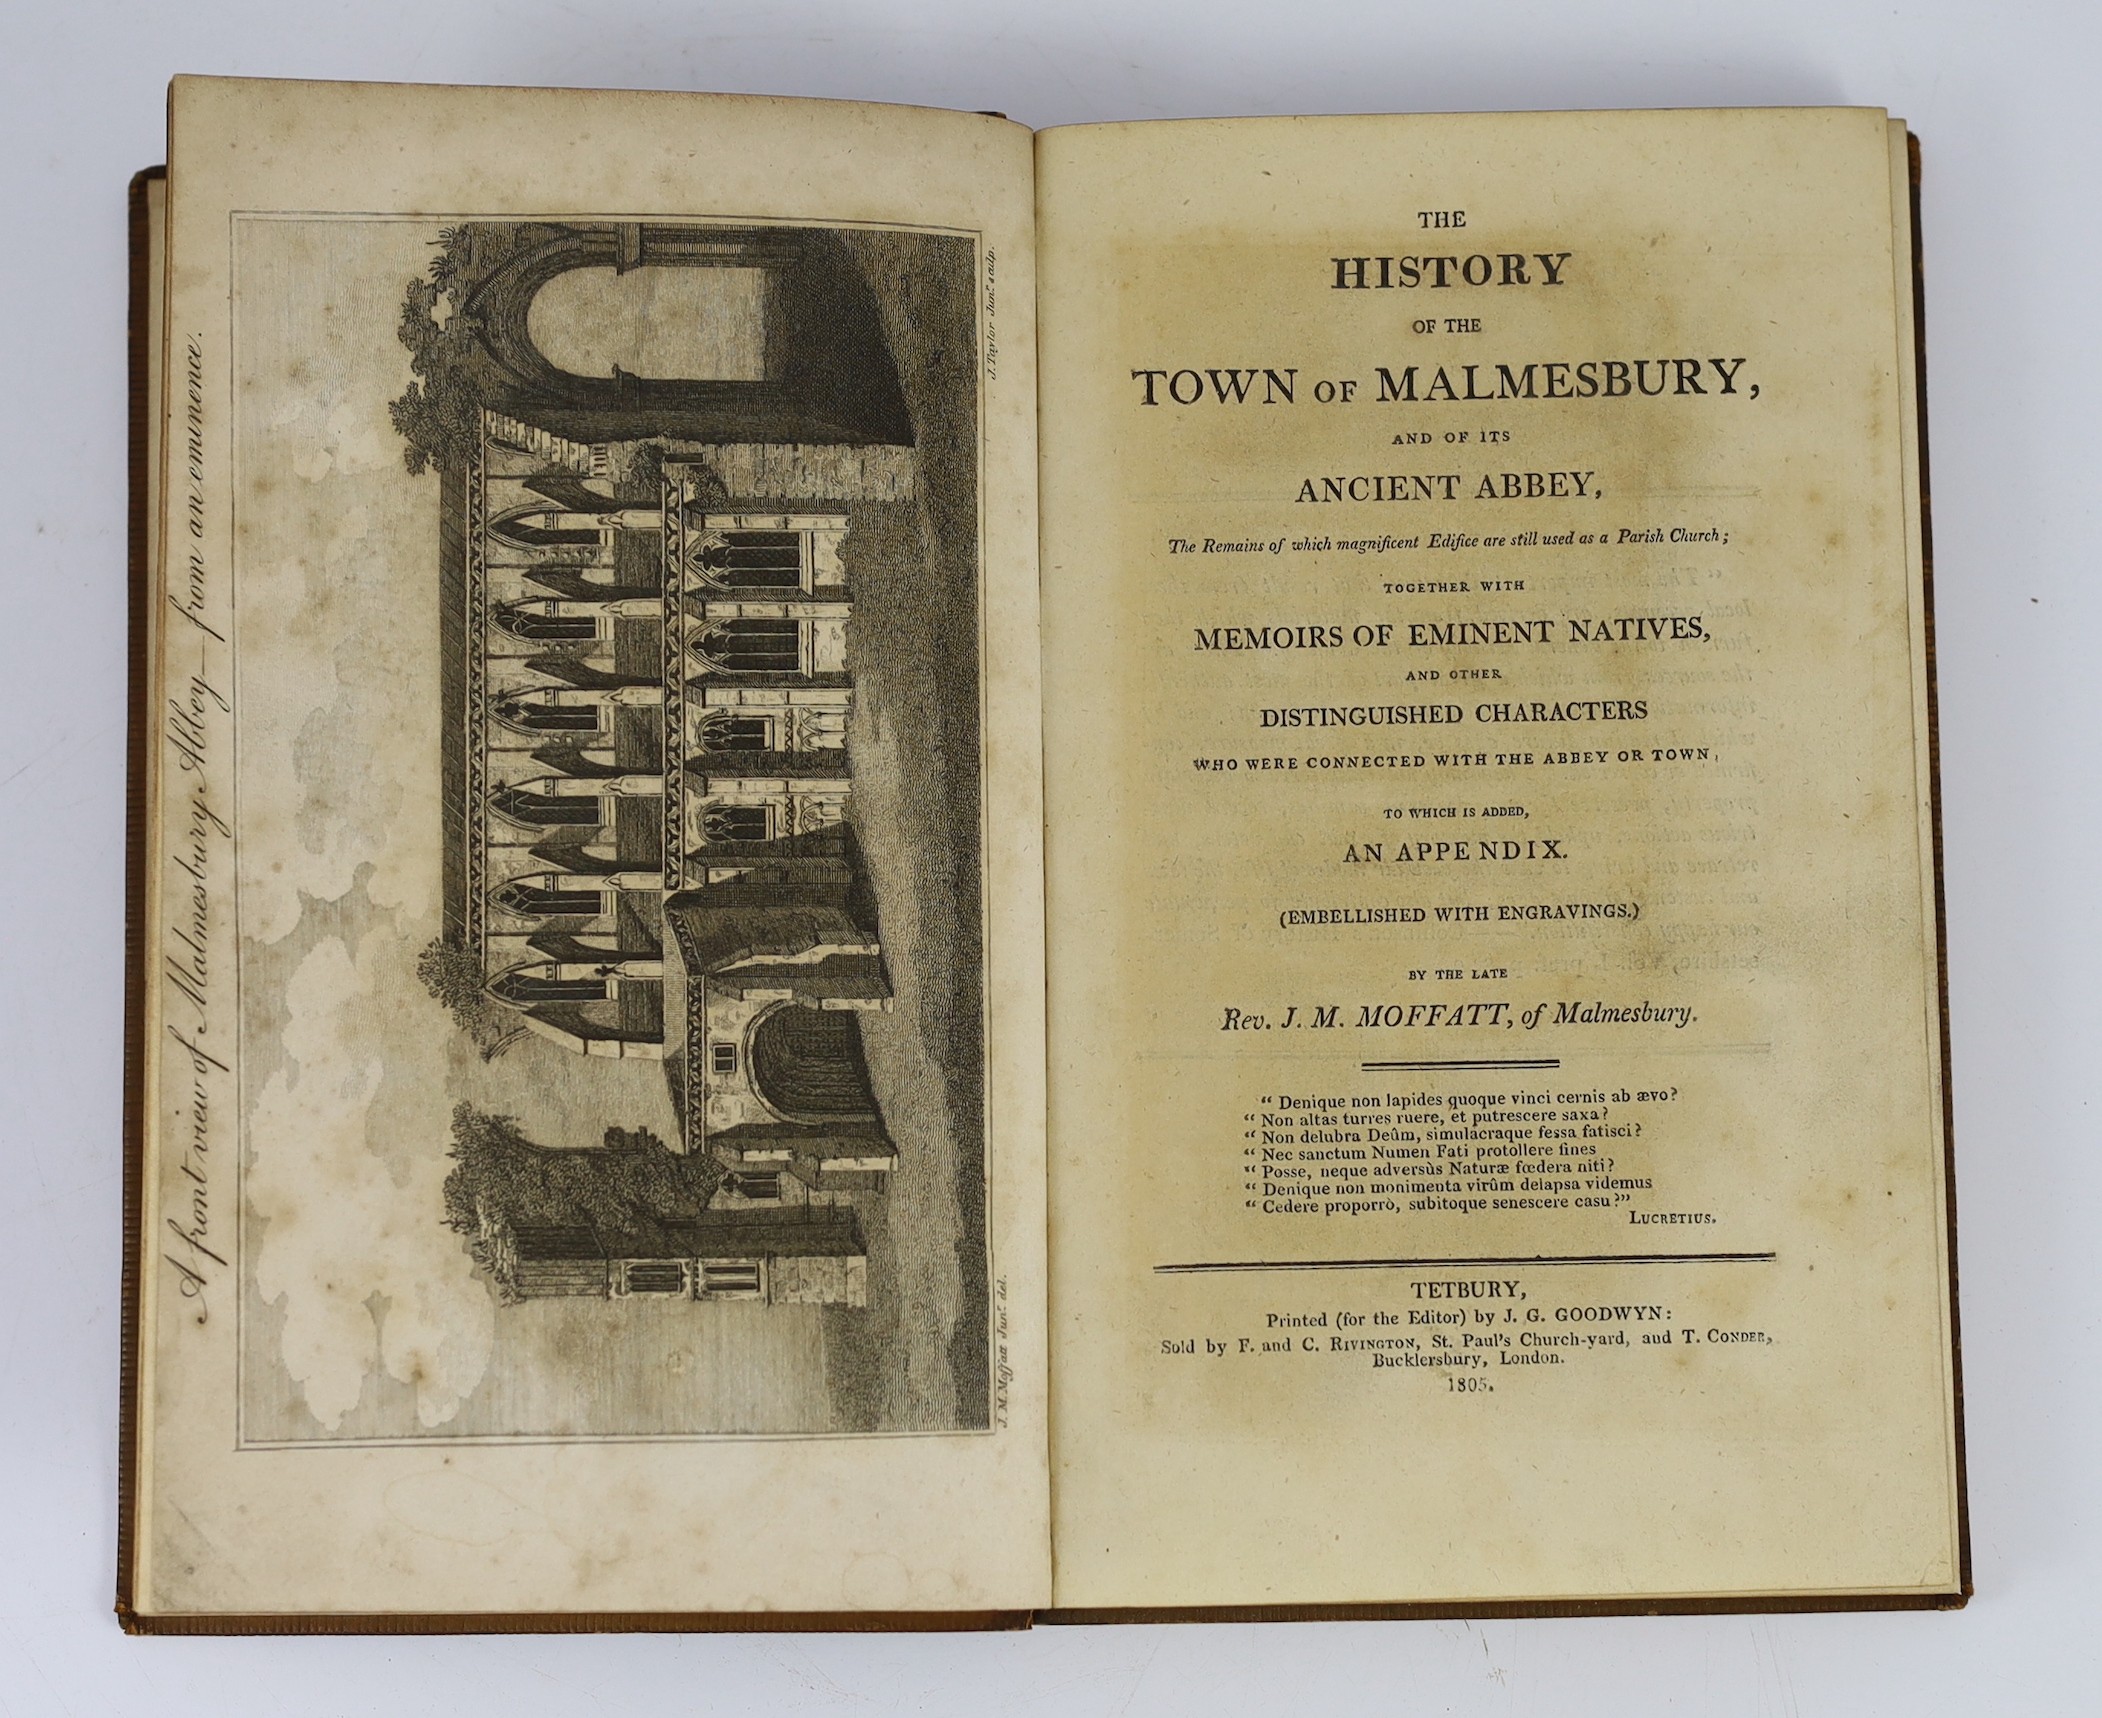 A front view of Malmesbury Abbey—from an eminence.
J. M. Moffatt Junr. del.
J. Taylor Junr. sculp.
THE
HISTORY
OF THE
TOWN OF MALMESBURY,
AND OF ITS
ANCIENT ABBEY,
The Remains of which magnificent Edifice are still used as a Parish Church;
TOGETHER WITH
MEMOIRS OF EMINENT NATIVES,
AND OTHER
DISTINGUISHED CHARACTERS
WHO WERE CONNECTED WITH THE ABBEY OR TOWN,
TO WHICH IS ADDED,
AN APPENDIX.
(EMBELLISHED WITH ENGRAVINGS.)
BY THE LATE
Rev. J. M. MOFFATT, of Malmesbury.
“ Denique non lapides quoque vinci cernis ab ævo?
“ Non altas turres ruere, et putrescere saxa?
“ Non delubra Deûm, simulacraque fessa fatisci?
“ Nec sanctum Numen Fati protollere fines
“ Posse, neque adversùs Naturæ fœdera niti?
“ Denique non monimenta virûm delapsa videmus
“ Cedere proporrò, subitoque senescere casu?”
LUCRETIUS.
TETBURY,
Printed (for the Editor) by J. G. GOODWYN:
Sold by F. and C. RIVINGTON, St. Paul's Church-yard, and T. CONDER,
Bucklersbury, London.
1805.